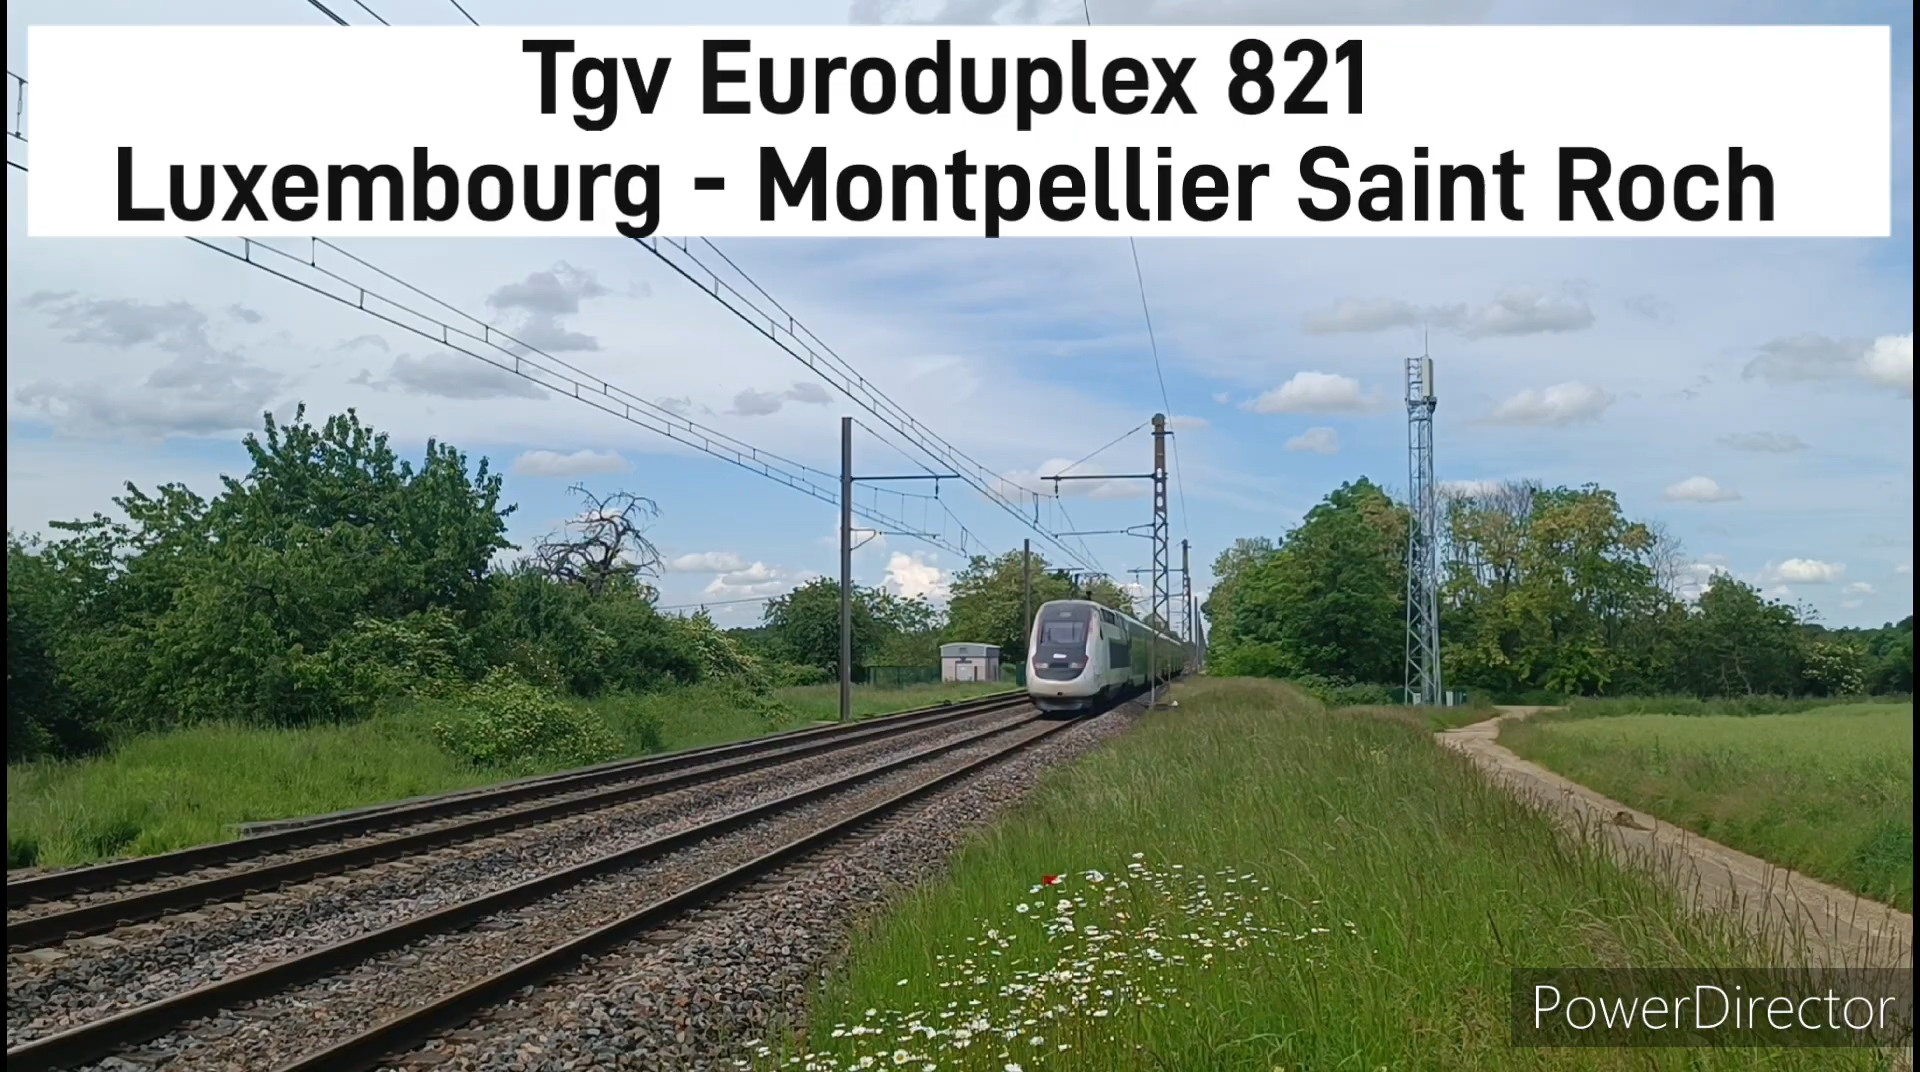 Tgv Euroduplex 821
Luxembourg - Montpellier Saint Roch
PowerDirector